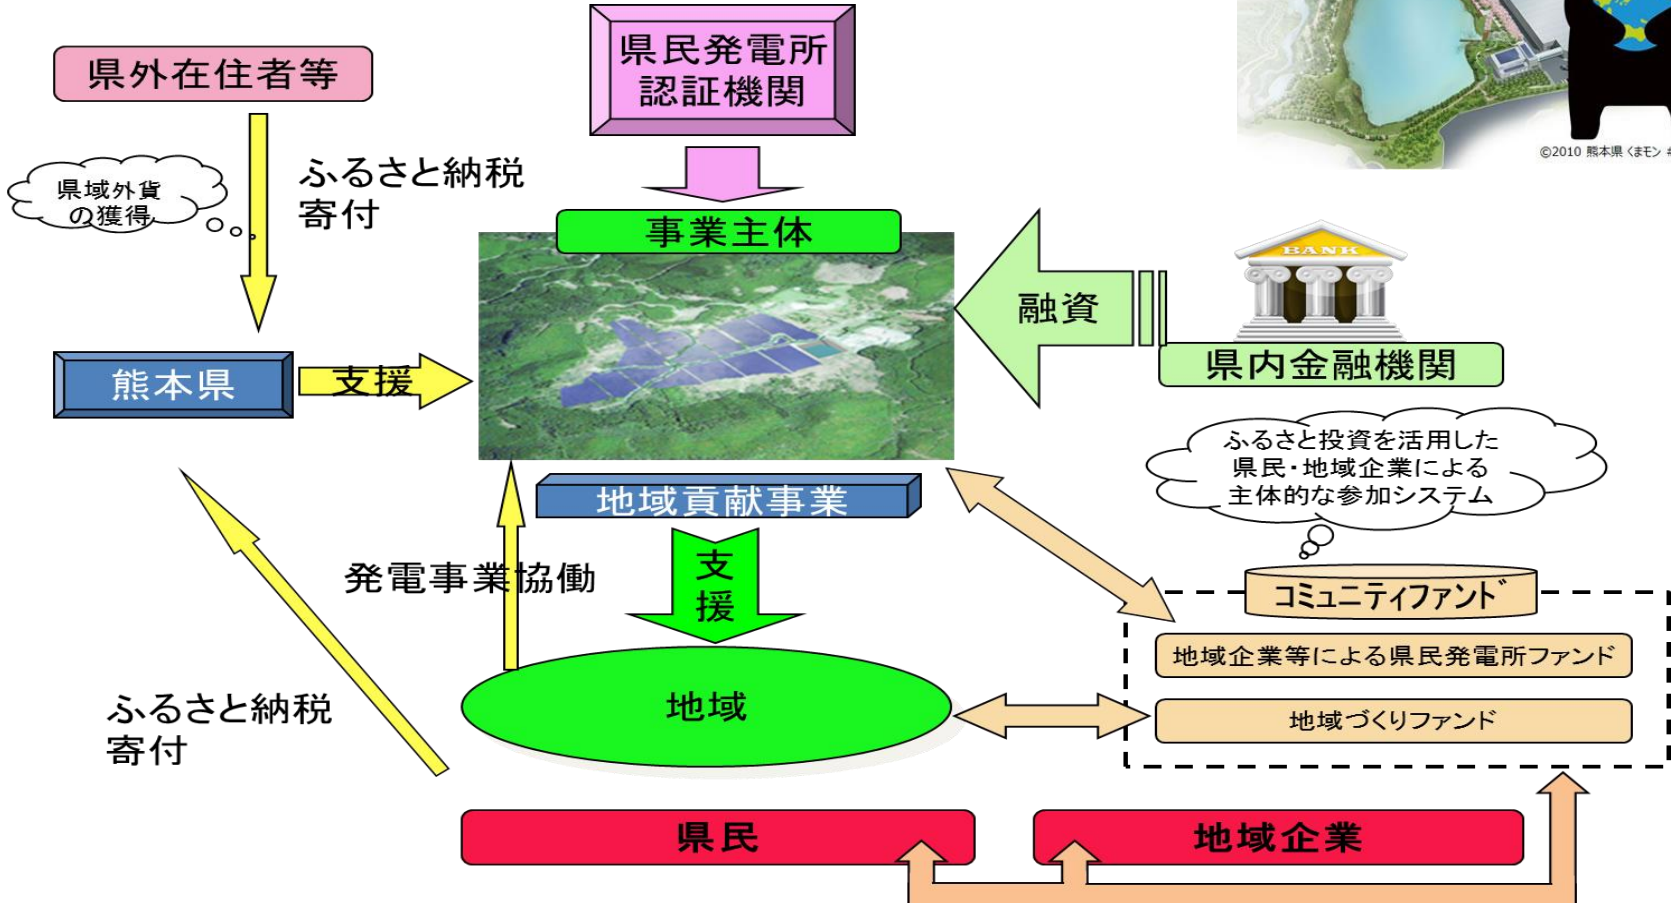 県外在住者等
県民発電所
認証機関
©2010 熊本県 くまモン
県域外貨
の獲得
ふるさと納税
寄付
事業主体
BANK
融資
県内金融機関
熊本県
支援
ふるさと投資を活用した
県民・地域企業による
主体的な参加システム
地域貢献事業
発電事業協働
支
援
コミュニティファンド
地域企業等による県民発電所ファンド
地域づくりファンド
地域
ふるさと納税
寄付
県民
地域企業